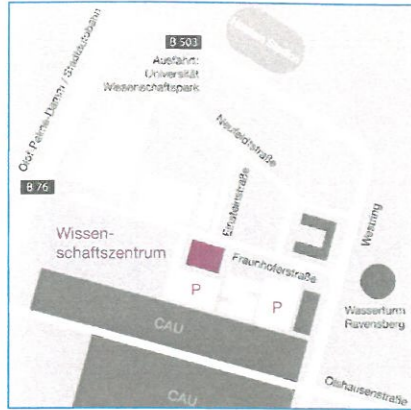 B 503
Ausfahrt:
Universität
Wissenschaftspark
Olof-Palme-Damm / Stadtautobahn
Neufeldtstraße
B 76
Einsteinstraße
Westring
Wissen-
schaftszentrum
Fraunhoferstraße
P
P
Wasserturm
Ravensberg
CAU
Olshausenstraße
CAU